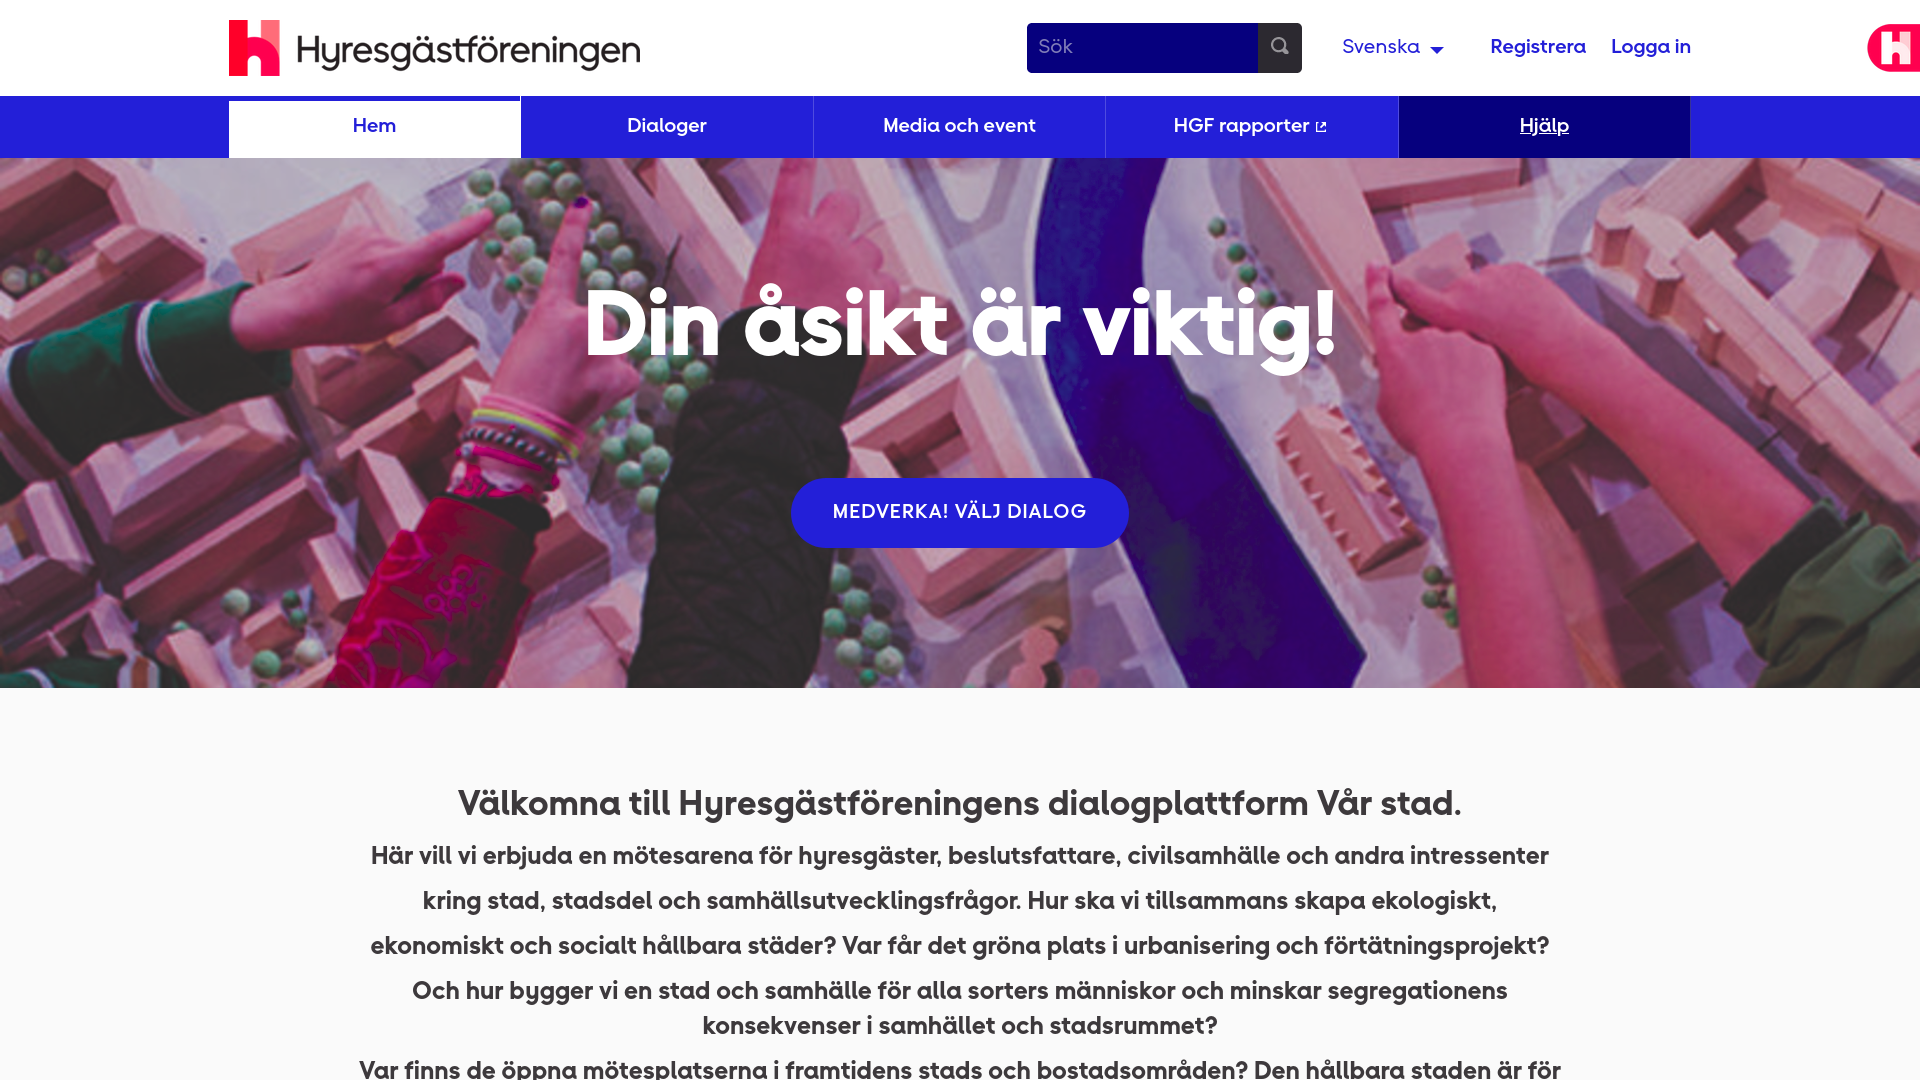 Hyresgästföreningen
Sök
Svenska
Registrera
Logga in
Hem
Dialoger
Media och event
HGF rapporter
Hjälp
Din åsikt är viktig!
MEDVERKA! VÄLJ DIALOG
Välkomna till Hyresgästföreningens dialogplattform Vår stad.
Här vill vi erbjuda en mötesarena för hyresgäster, beslutsfattare, civilsamhälle och andra intressenter
kring stad, stadsdel och samhällsutvecklingsfrågor. Hur ska vi tillsammans skapa ekologiskt,
ekonomiskt och socialt hållbara städer? Var får det gröna plats i urbanisering och förtätningsprojekt?
Och hur bygger vi en stad och samhälle för alla sorters människor och minskar segregationens
konsekvenser i samhället och stadsrummet?
Var finns de öppna mötesplatserna i framtidens stads och bostadsområden? Den hållbara staden är för